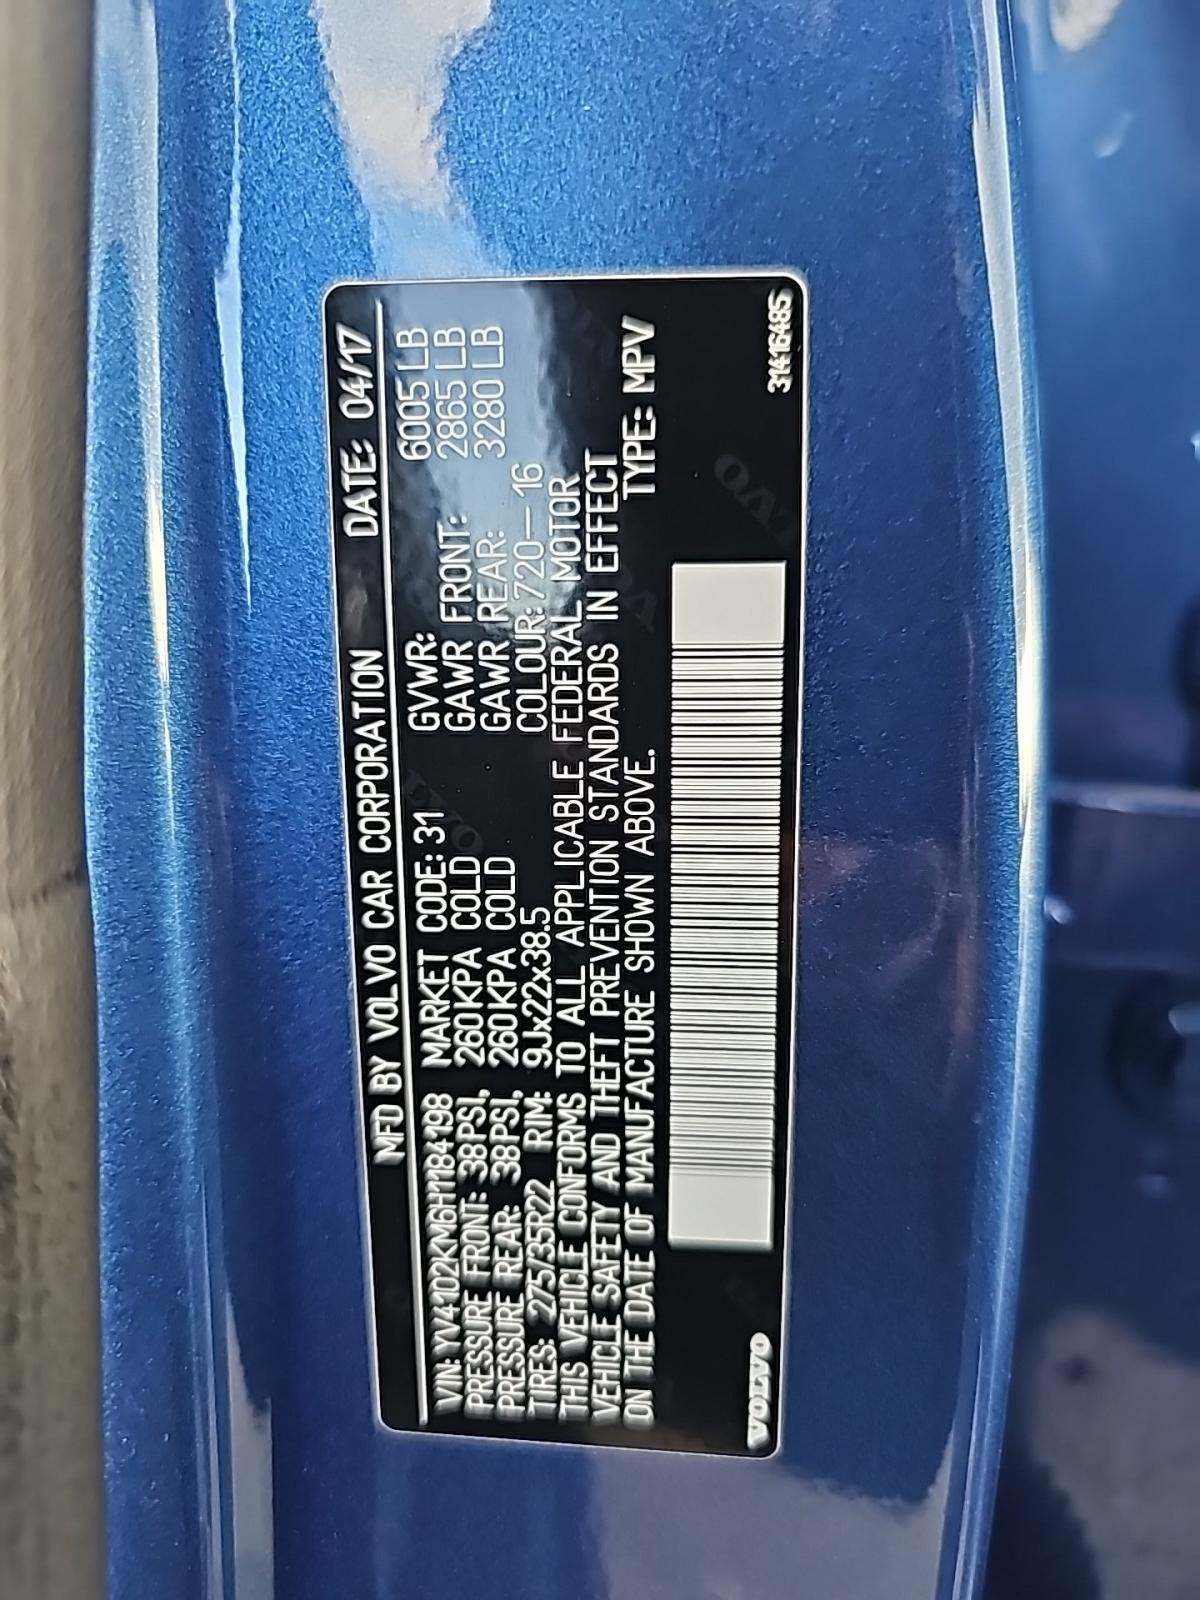 MFD BY VOLVO CAR CORPORATION DATE: 04/17
VIN: YV4102KM6H1184198 MARKET CODE: 31 GVWR: 6005 LB
PRESSURE FRONT: 38PSI, 260KPA COLD GAWR FRONT: 2865 LB
PRESSURE REAR: 38PSI, 260KPA COLD GAWR REAR: 3280 LB
TIRES: 275/35R22 RIM: 9Jx22x38.5 COLOUR: 720—16
THIS VEHICLE CONFORMS TO ALL APPLICABLE FEDERAL MOTOR
VEHICLE SAFETY AND THEFT PREVENTION STANDARDS IN EFFECT
ON THE DATE OF MANUFACTURE SHOWN ABOVE. TYPE: MPV
VOLVO 31416485